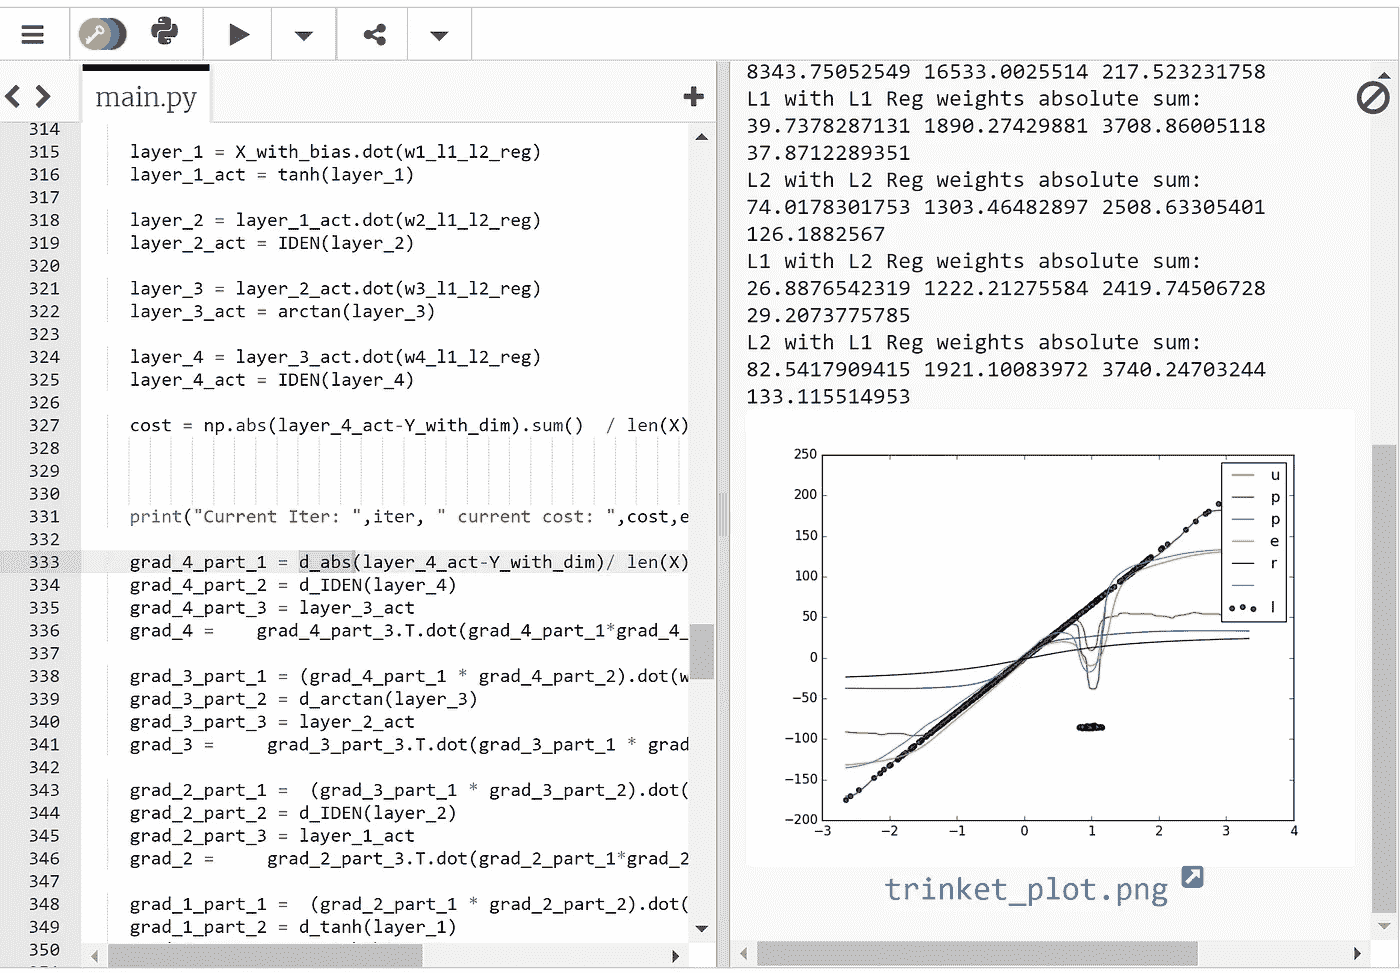 main.py
314
315 layer_1 = X_with_bias.dot(w1_l1_l2_reg)
316 layer_1_act = tanh(layer_1)
317
318 layer_2 = layer_1_act.dot(w2_l1_l2_reg)
319 layer_2_act = IDEN(layer_2)
320
321 layer_3 = layer_2_act.dot(w3_l1_l2_reg)
322 layer_3_act = arctan(layer_3)
323
324 layer_4 = layer_3_act.dot(w4_l1_l2_reg)
325 layer_4_act = IDEN(layer_4)
326
327 cost = np.abs(layer_4_act-Y_with_dim).sum()  / len(X)
328
329
330
331 print("Current Iter: ",iter, " current cost: ",cost,e
332
333 grad_4_part_1 = d_abs(layer_4_act-Y_with_dim)/ len(X)
334 grad_4_part_2 = d_IDEN(layer_4)
335 grad_4_part_3 = layer_3_act
336 grad_4 =    grad_4_part_3.T.dot(grad_4_part_1*grad_4_
337
338 grad_3_part_1 = (grad_4_part_1 * grad_4_part_2).dot(w
339 grad_3_part_2 = d_arctan(layer_3)
340 grad_3_part_3 = layer_2_act
341 grad_3 =     grad_3_part_3.T.dot(grad_3_part_1 * grad
342
343 grad_2_part_1 =  (grad_3_part_1 * grad_3_part_2).dot(
344 grad_2_part_2 = d_IDEN(layer_2)
345 grad_2_part_3 = layer_1_act
346 grad_2 =     grad_2_part_3.T.dot(grad_2_part_1*grad_2
347
348 grad_1_part_1 =  (grad_2_part_1 * grad_2_part_2).dot(
349 grad_1_part_2 = d_tanh(layer_1)
350
8343.75052549 16533.0025514 217.523231758
L1 with L1 Reg weights absolute sum:
39.7378287131 1890.27429881 3708.86005118
37.8712289351
L2 with L2 Reg weights absolute sum:
74.0178301753 1303.46482897 2508.63305401
126.1882567
L1 with L2 Reg weights absolute sum:
26.8876542319 1222.21275584 2419.74506728
29.2073775785
L2 with L1 Reg weights absolute sum:
82.5417909415 1921.10083972 3740.24703244
133.115514953
250
200
150
100
50
0
−50
−100
−150
−200
−3 −2 −1 0 1 2 3 4
u
p
p
e
r
l
trinket_plot.png